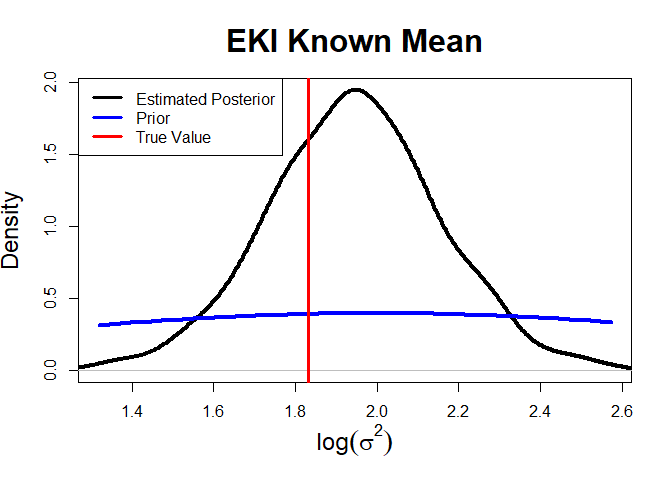 EKI Known Mean
Estimated Posterior
Prior
True Value
Density
2.0
1.5
1.0
0.5
0.0
1.4 1.6 1.8 2.0 2.2 2.4 2.6
log(σ²)